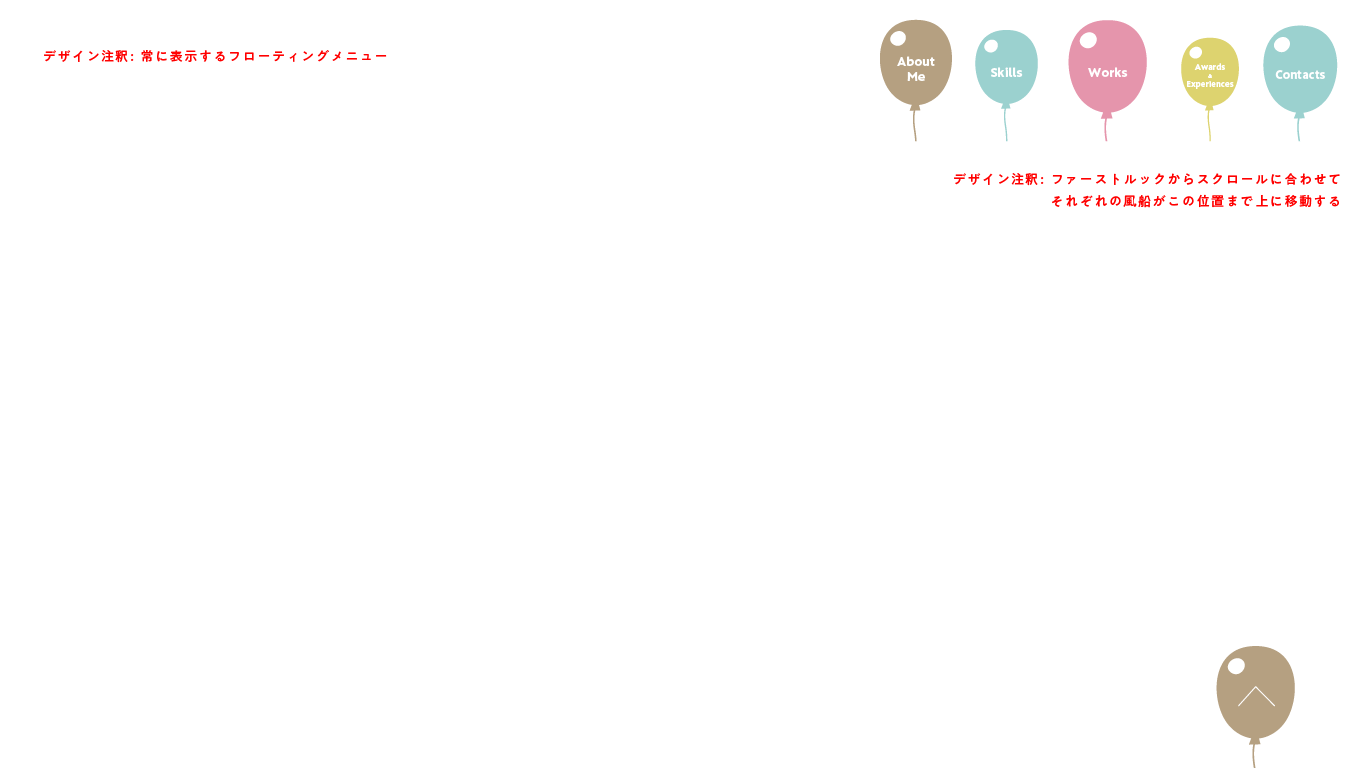 デザイン注釈: 常に表示するフローティングメニュー
About
Me
Skills
Works
Awards
&
Experiences
Contacts
デザイン注釈: ファーストルックからスクロールに合わせて
それぞれの風船がこの位置まで上に移動する